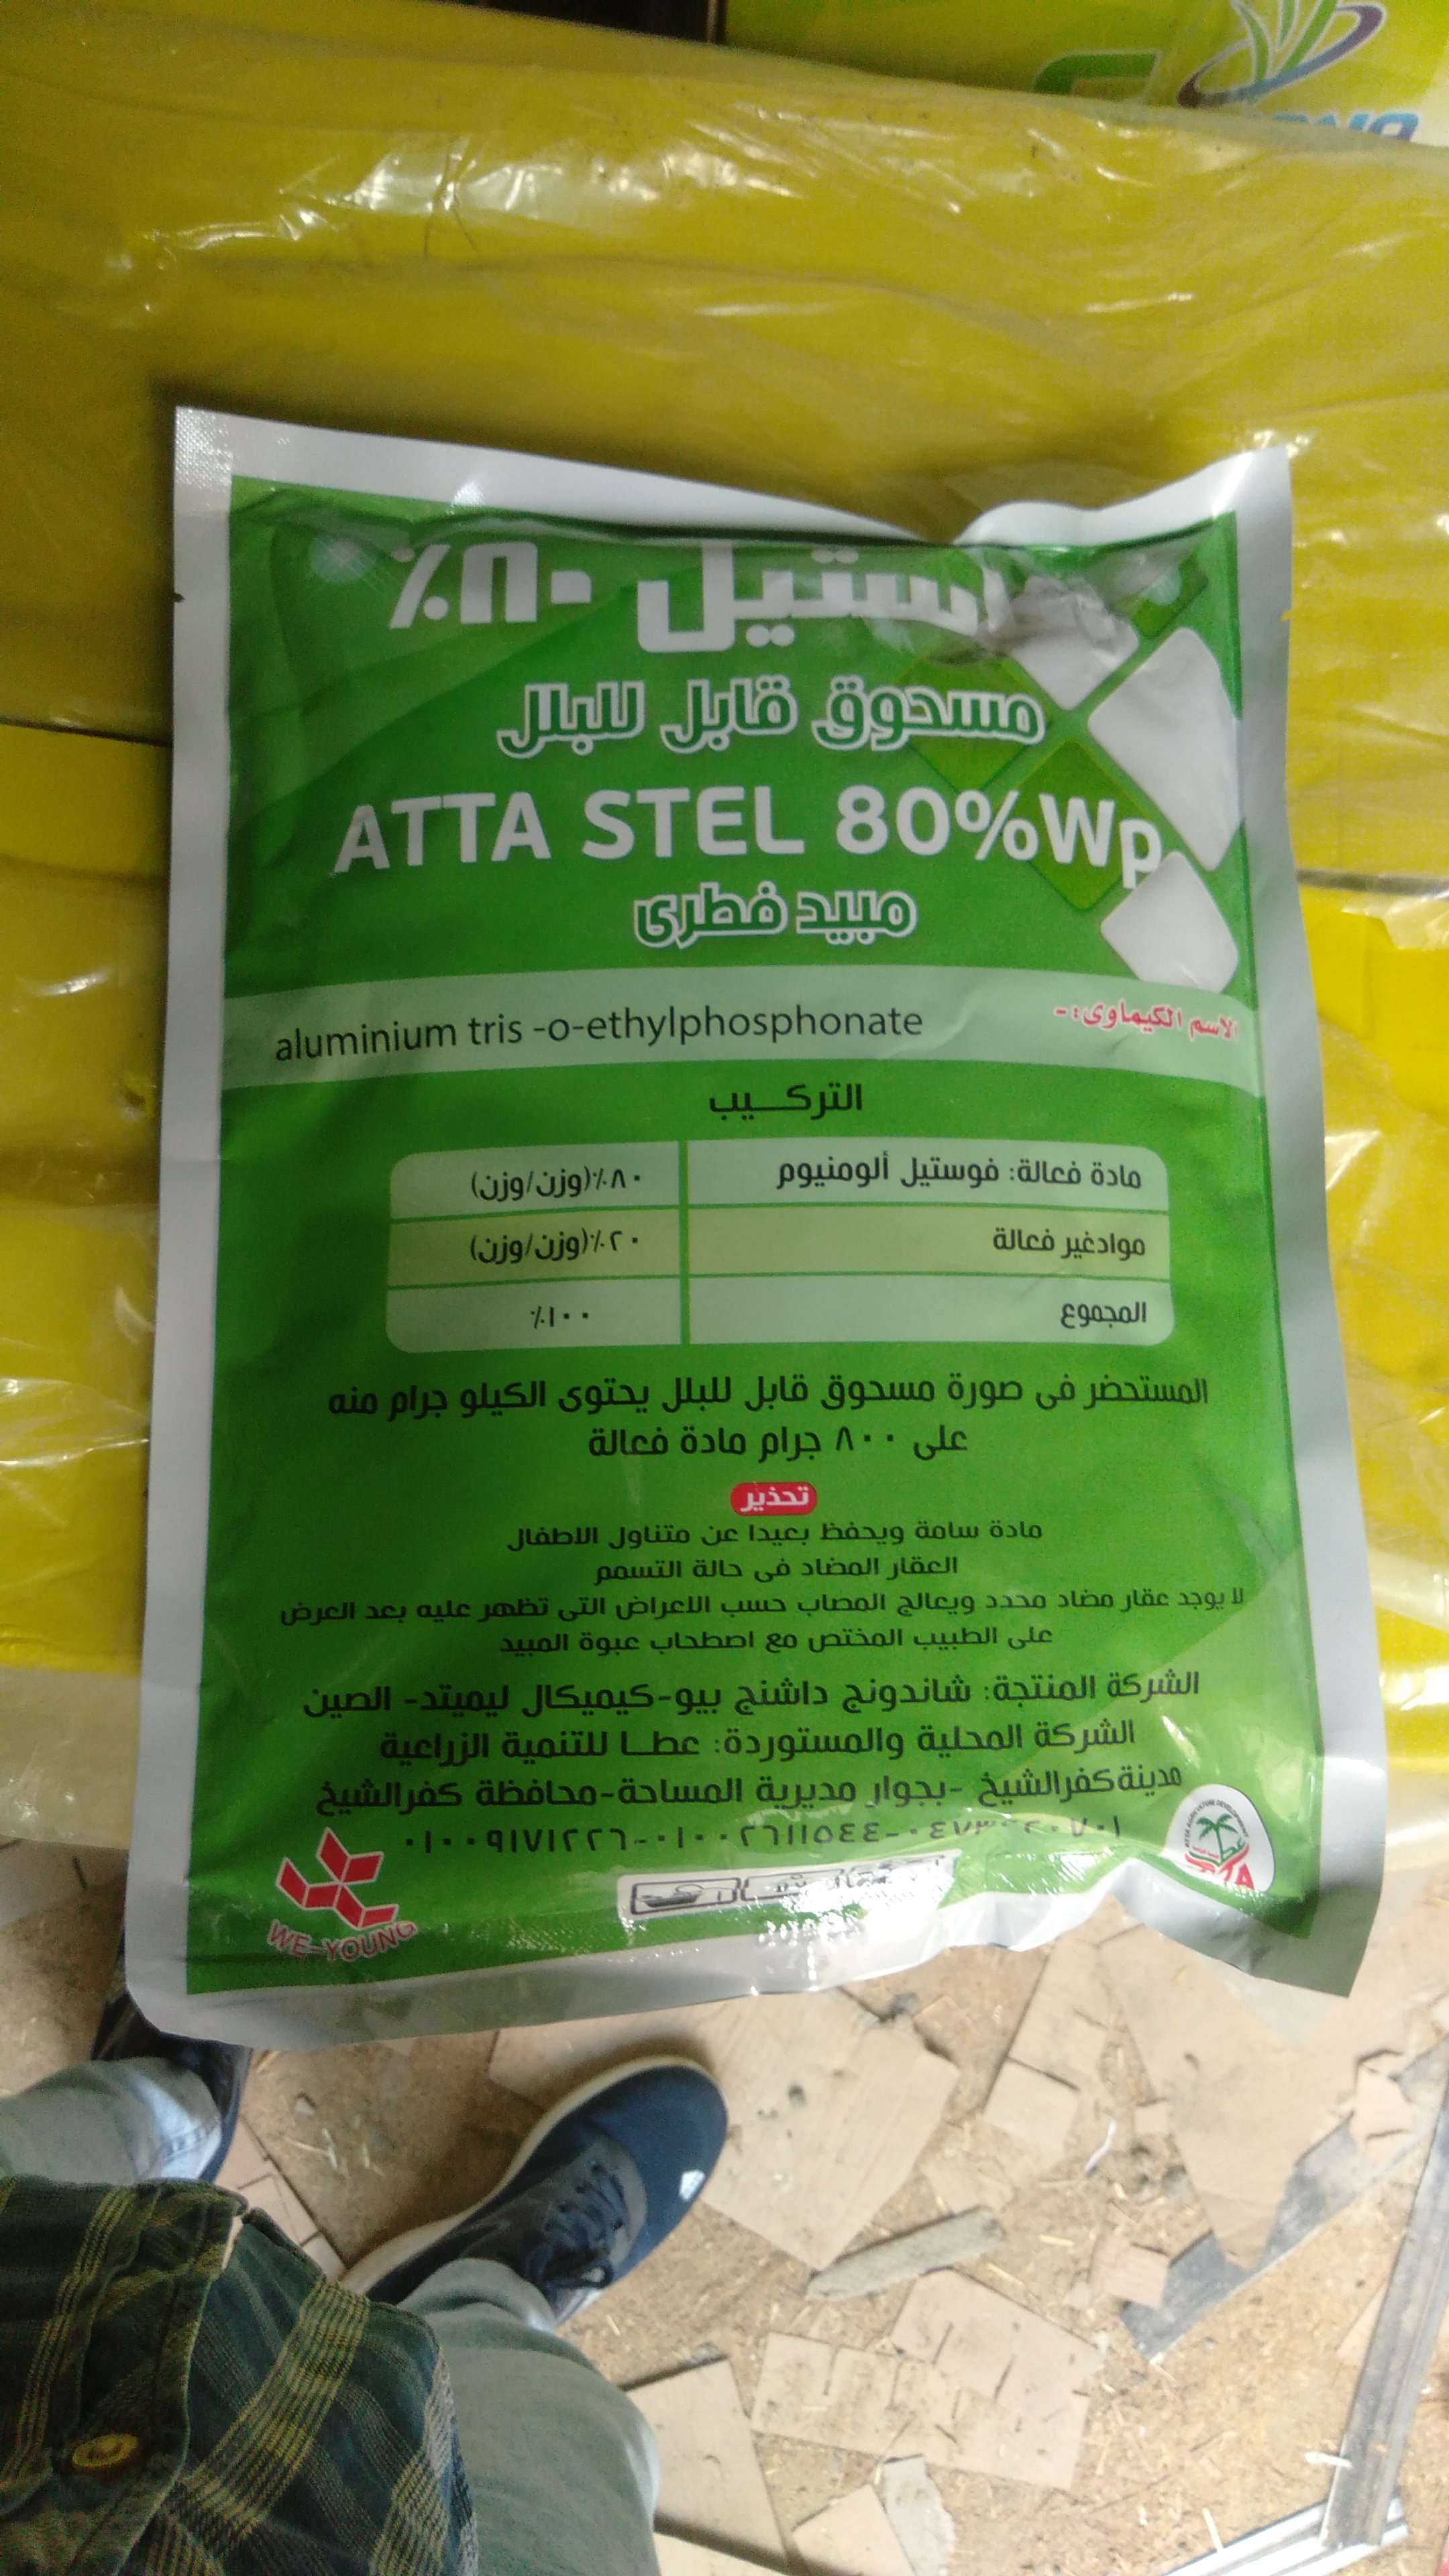 ستيل ٨٠٪
مسحوق قابل للبلل
ATTA STEL 80%Wp
مبيد فطرى
الاسم الكيماوى:-
aluminium tris -o-ethylphosphonate
التركيب
مادة فعالة: فوستيل ألومنيوم ٨٠٪(وزن/وزن)
موادغير فعالة ٢٠٪(وزن/وزن)
المجموع ١٠٠٪
المستحضر فى صورة مسحوق قابل للبلل يحتوى الكيلو جرام منه
على ٨٠٠ جرام مادة فعالة
تحذير
مادة سامة ويحفظ بعيدا عن متناول الاطفال
العقار المضاد فى حالة التسمم
لا يوجد عقار مضاد محدد ويعالج المصاب حسب الاعراض التى تظهر عليه بعد العرض
على الطبيب المختص مع اصطحاب عبوة المبيد
الشركة المنتجة: شاندونج داشنج بيو-كيميكال ليميتد- الصين
الشركة المحلية والمستوردة: عطا للتنمية الزراعية
مدينة كفرالشيخ -بجوار مديرية المساحة-محافظة كفرالشيخ
٠١٠٠٩١٧١٢٢٦-٠١٠٠٢٦١١٥٤٤
WE-YOUNG